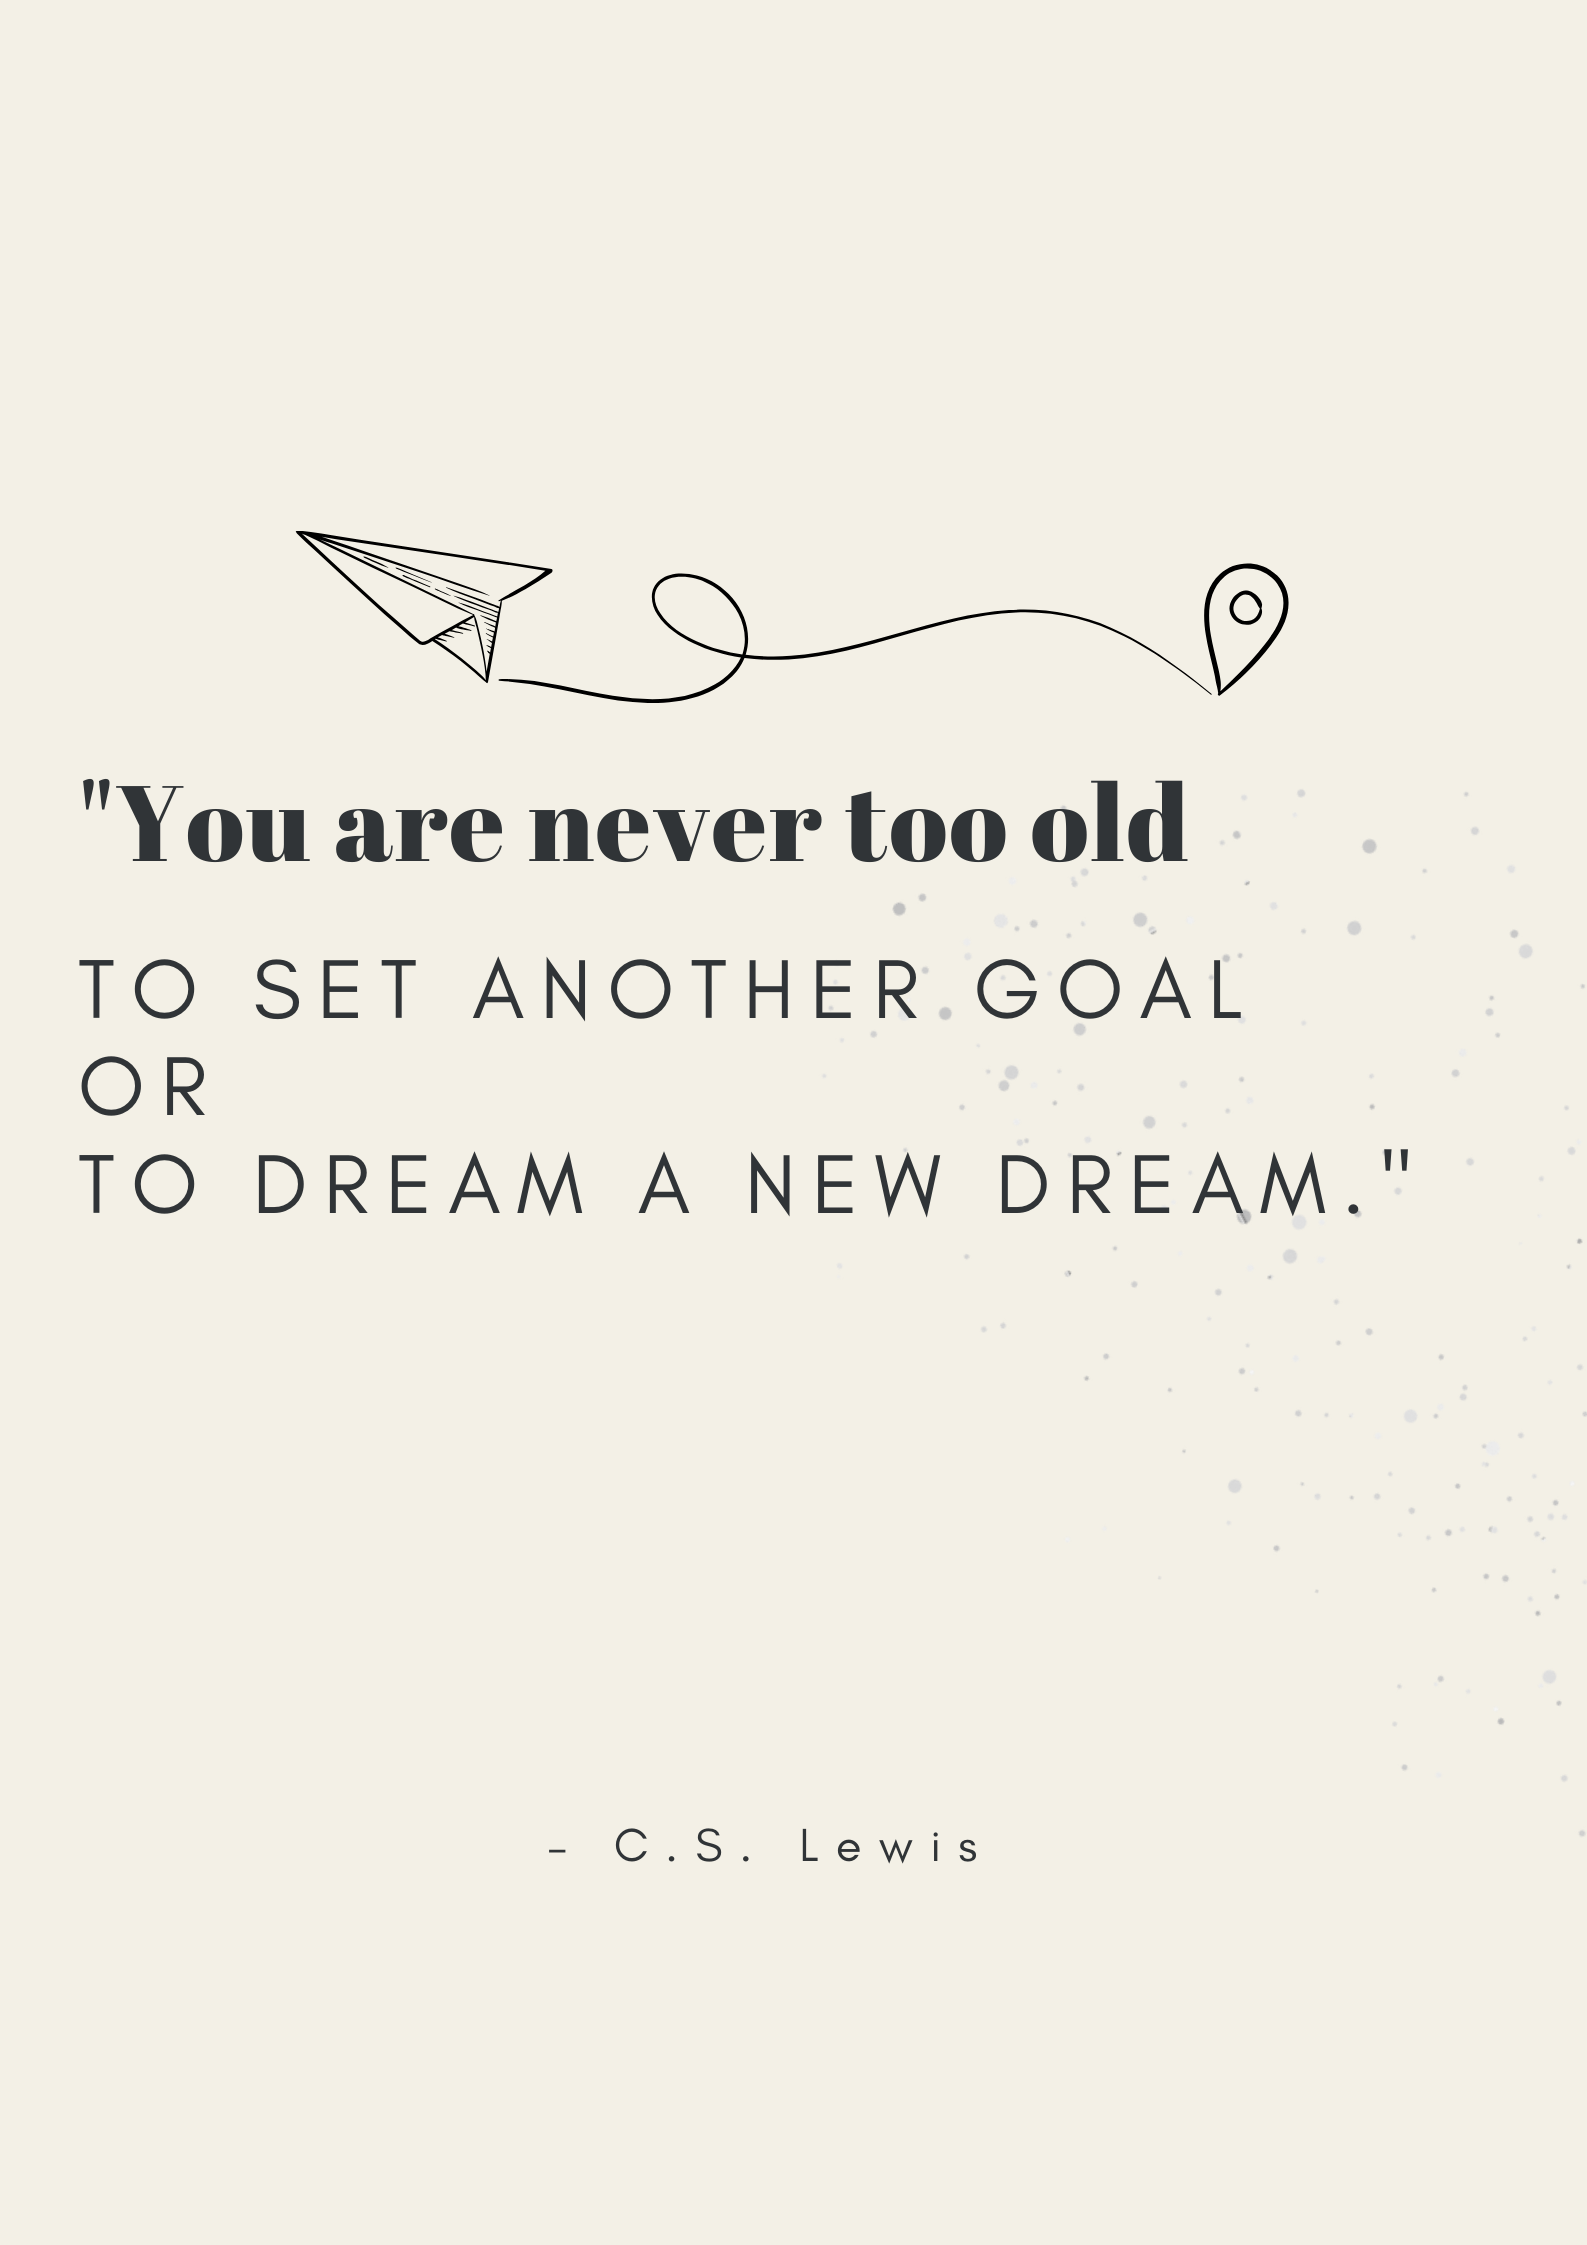 "You are never too old
TO SET ANOTHER GOAL
OR
TO DREAM A NEW DREAM."
- C.S. Lewis